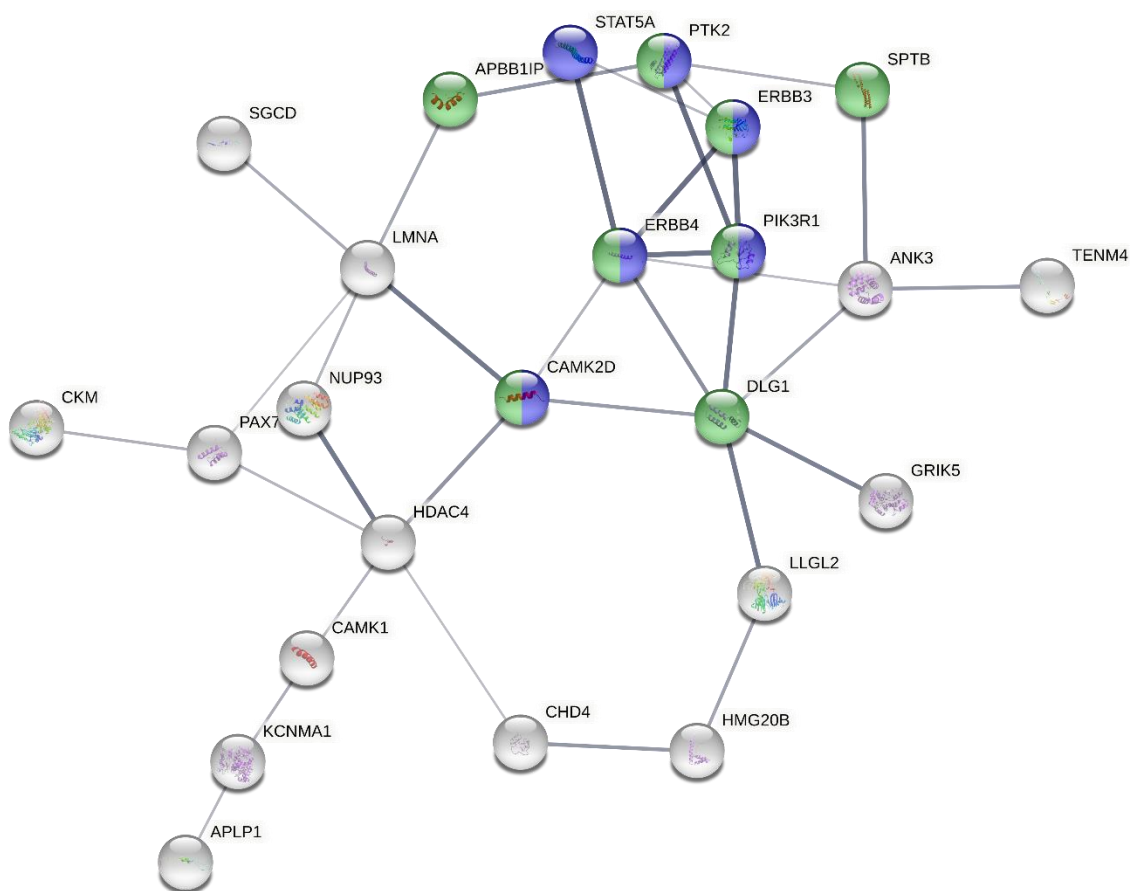 STAT5A
PTK2
APBB1IP
SPTB
ERBB3
SGCD
LMNA
ERBB4
PIK3R1
ANK3
TENM4
CKM
NUP93
CAMK2D
DLG1
PAX7
GRIK5
HDAC4
LLGL2
CAMK1
CHD4
HMG20B
KCNMA1
APLP1